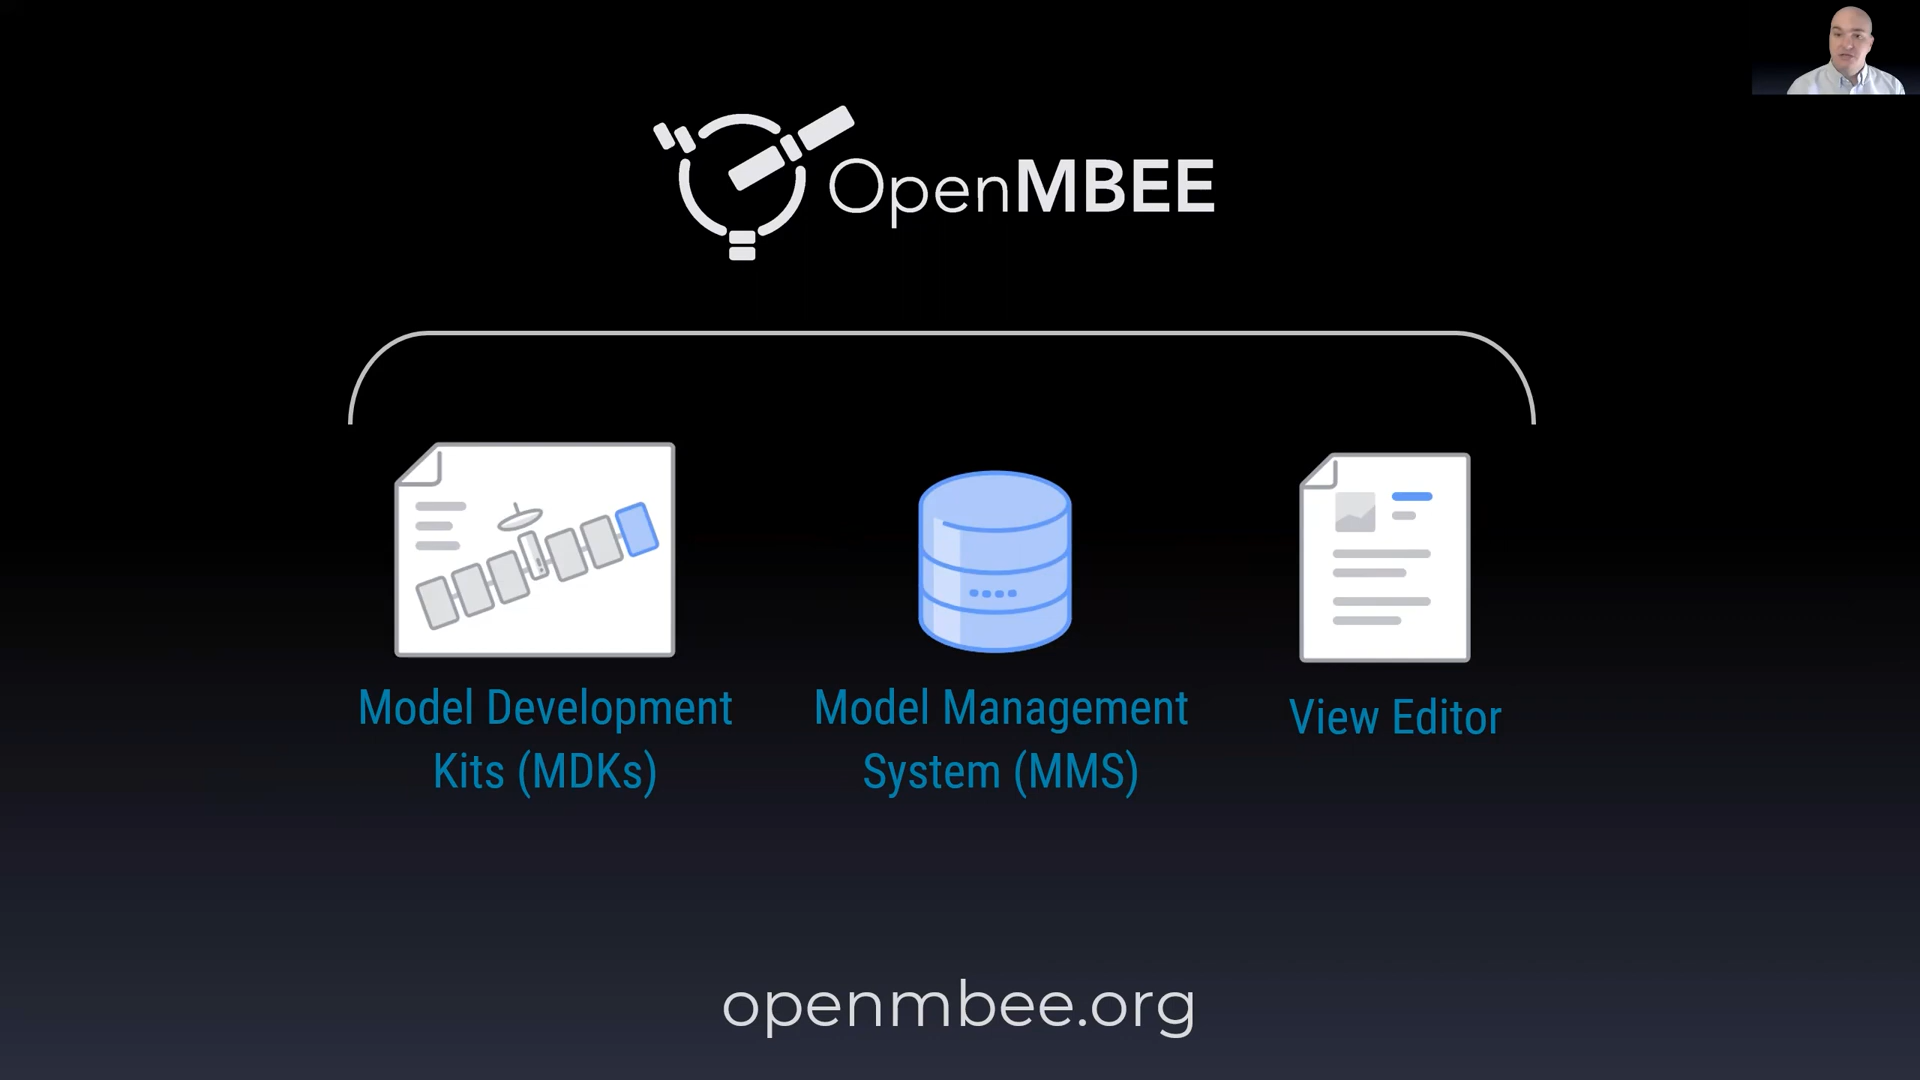 OpenMBEE
Model Development
Kits (MDKs)
Model Management
System (MMS)
View Editor
openmbee.org